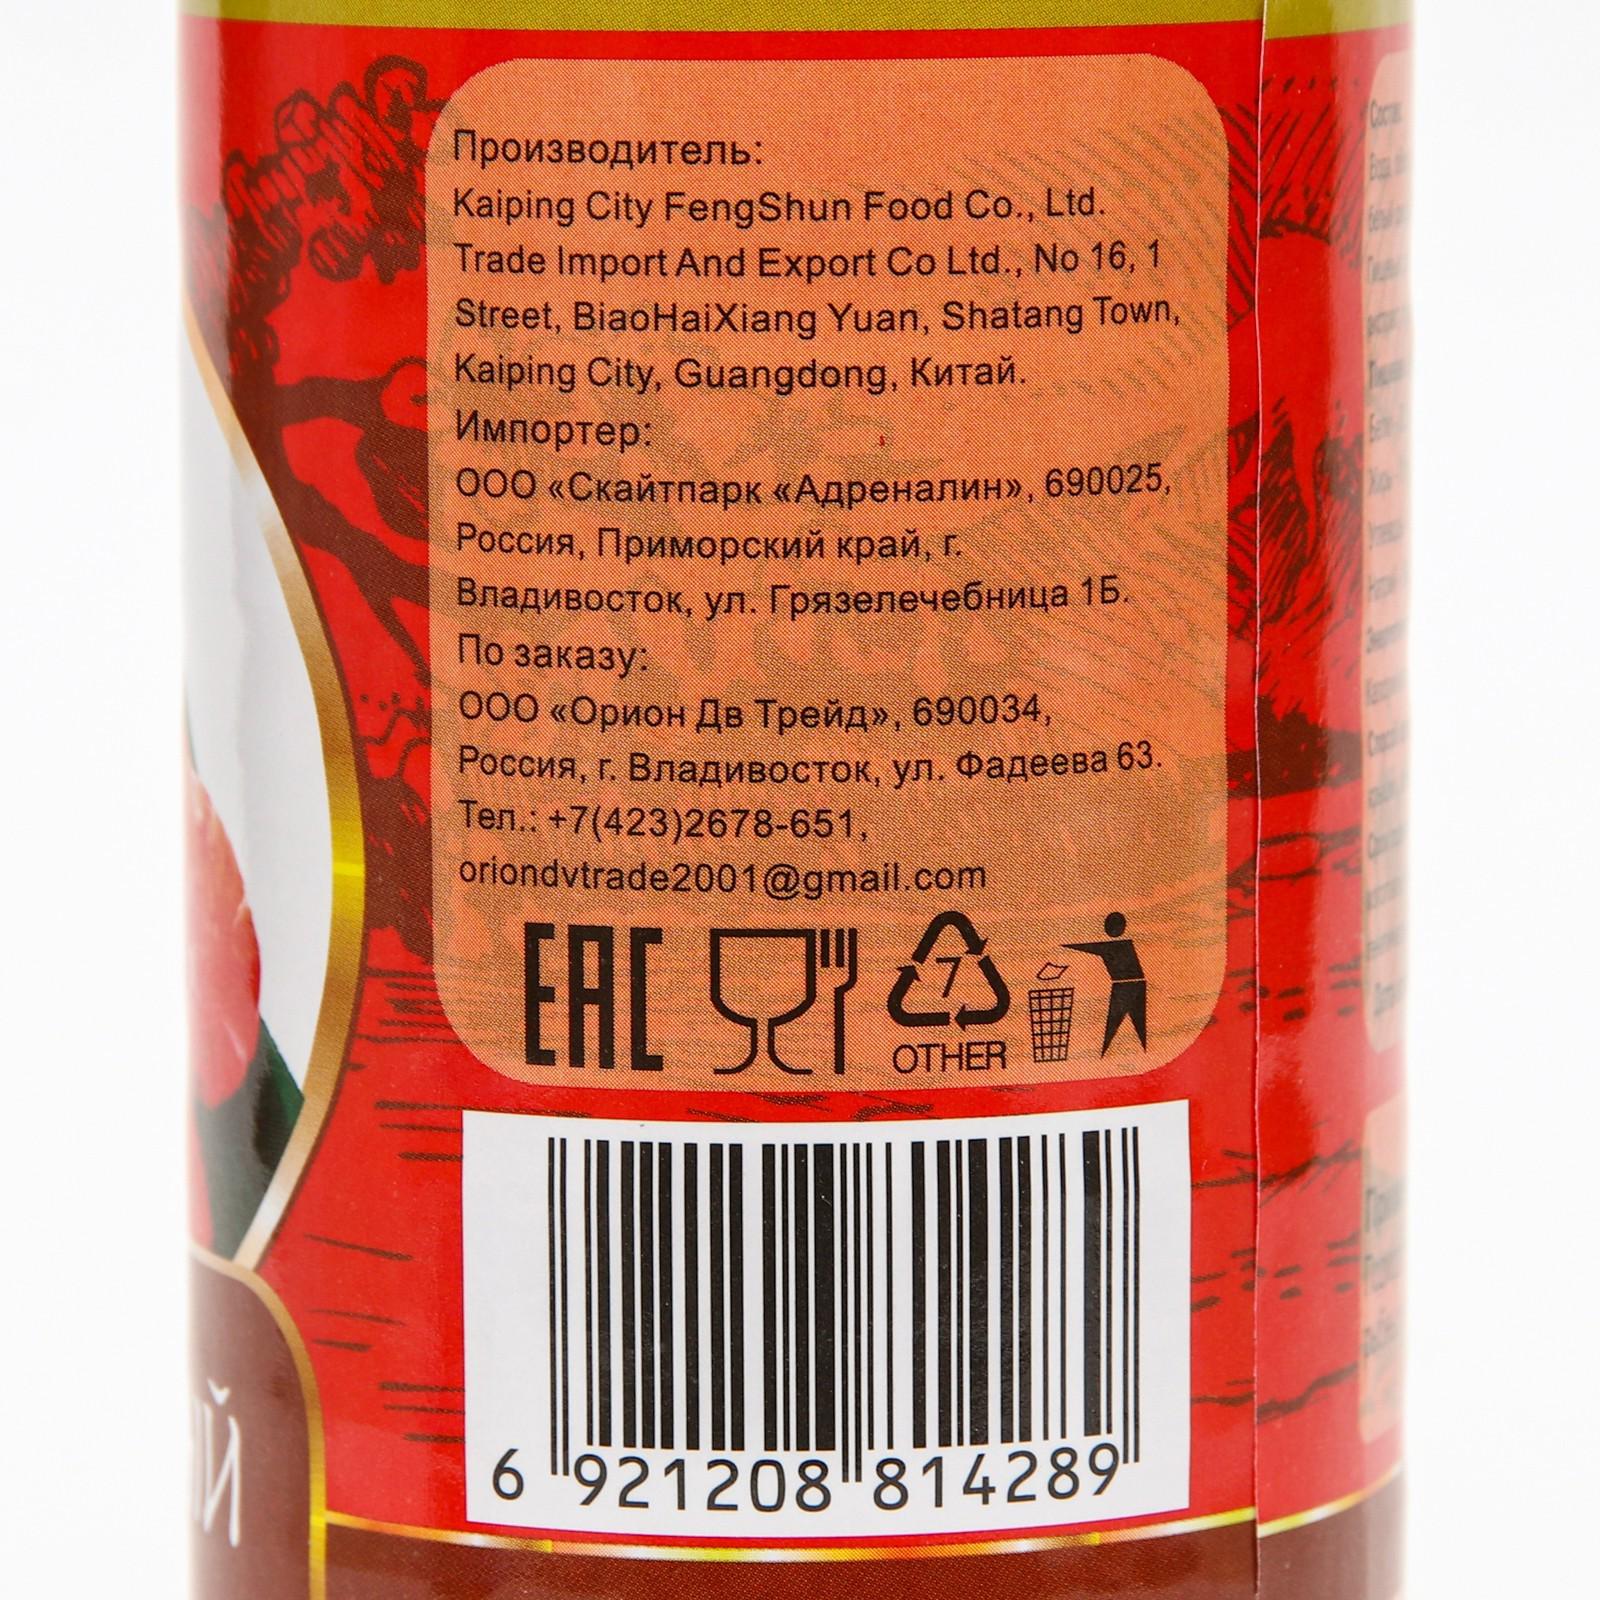 Производитель:
Kaiping City FengShun Food Co., Ltd.
Trade Import And Export Co Ltd., No 16, 1
Street, BiaoHaiXiang Yuan, Shatang Town,
Kaiping City, Guangdong, Китай.
Импортер:
ООО «Скайтпарк «Адреналин», 690025,
Россия, Приморский край, г.
Владивосток, ул. Грязелечебница 1Б.
По заказу:
ООО «Орион Дв Трейд», 690034,
Россия, г. Владивосток, ул. Фадеева 63.
Тел.: +7(423)2678-651,
oriondvtrade2001@gmail.com
EAC
7
OTHER
6 921208 814289